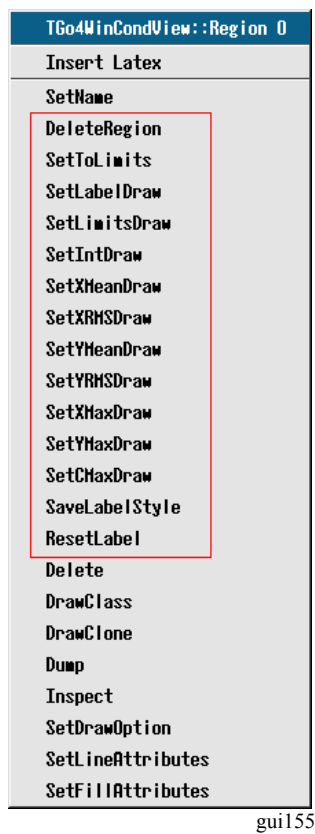 TGo4WinCondView::Region 0
Insert Latex
SetName
DeleteRegion
SetToLimits
SetLabelDraw
SetLimitsDraw
SetIntDraw
SetXMeanDraw
SetXRMSDraw
SetYMeanDraw
SetYRMSDraw
SetXMaxDraw
SetYMaxDraw
SetCMaxDraw
SaveLabelStyle
ResetLabel
Delete
DrawClass
DrawClone
Dump
Inspect
SetDrawOption
SetLineAttributes
SetFillAttributes
gui155